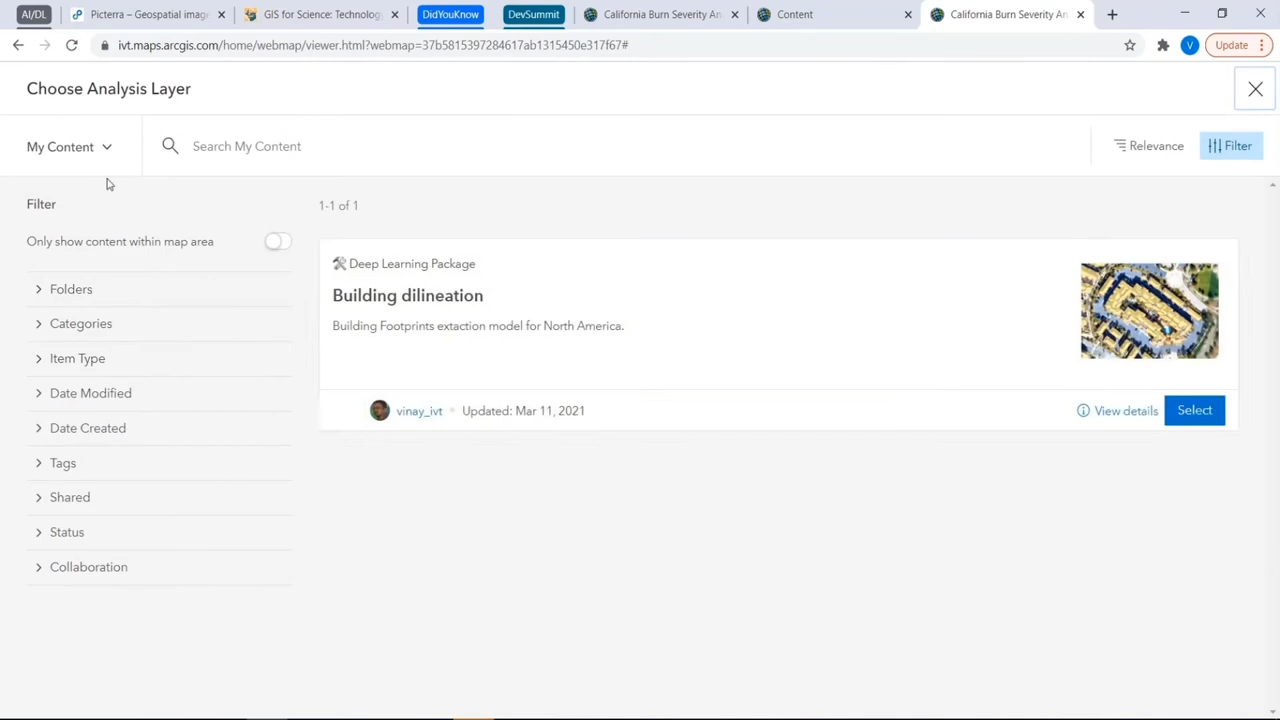 AI/DL
Picterra – Geospatial imag
GIS for Science: Technolog
DidYouKnow
DevSummit
California Burn Severity An
Content
California Burn Severity An
ivt.maps.arcgis.com/home/webmap/viewer.html?webmap=37b5815397284617ab1315450e317f67#
V
Update
Choose Analysis Layer
My Content
Search My Content
Relevance
Filter
Filter
1-1 of 1
Only show content within map area
Folders
Categories
Item Type
Date Modified
Date Created
Tags
Shared
Status
Collaboration
Deep Learning Package
Building dilineation
Building Footprints extaction model for North America.
vinay_ivt
Updated: Mar 11, 2021
View details
Select